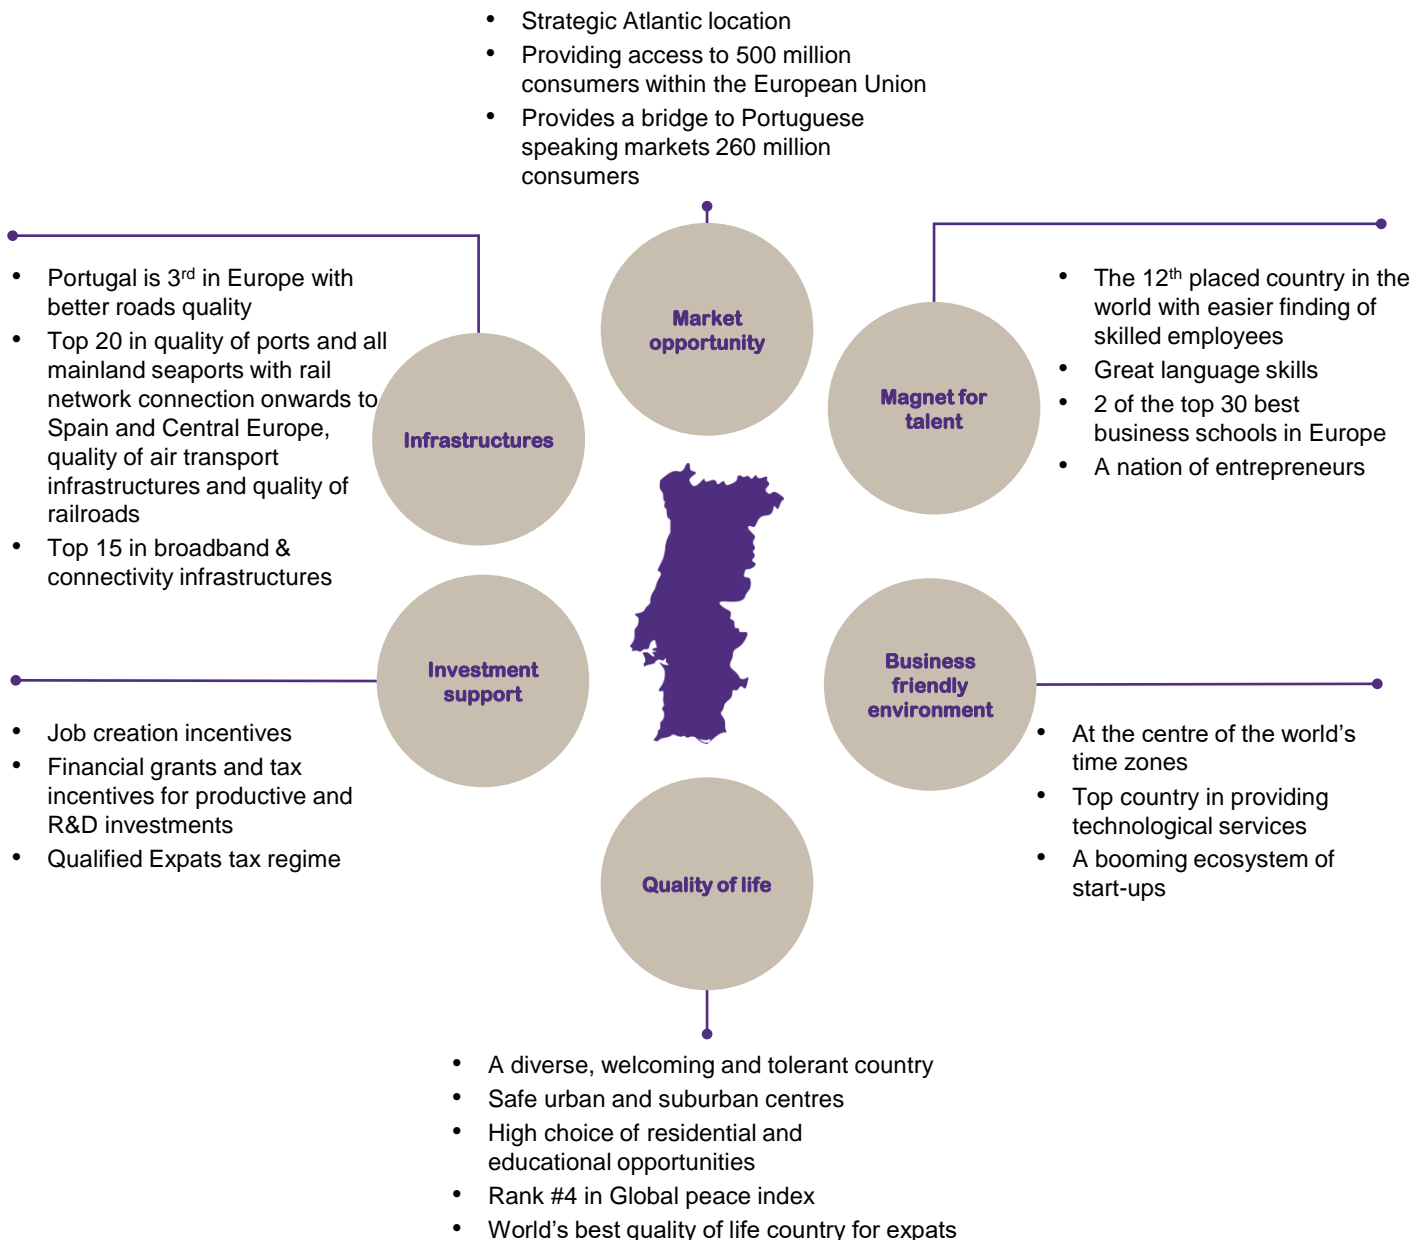 • Strategic Atlantic location
• Providing access to 500 million
consumers within the European Union
• Provides a bridge to Portuguese
speaking markets 260 million
consumers
Market
opportunity
• Portugal is 3rd in Europe with
better roads quality
• Top 20 in quality of ports and all
mainland seaports with rail
network connection onwards to
Spain and Central Europe,
quality of air transport
infrastructures and quality of
railroads
• Top 15 in broadband &
connectivity infrastructures
Infrastructures
Magnet for
talent
• The 12th placed country in the
world with easier finding of
skilled employees
• Great language skills
• 2 of the top 30 best
business schools in Europe
• A nation of entrepreneurs
Investment
support
• Job creation incentives
• Financial grants and tax
incentives for productive and
R&D investments
• Qualified Expats tax regime
Business
friendly
environment
• At the centre of the world’s
time zones
• Top country in providing
technological services
• A booming ecosystem of
start-ups
Quality of life
• A diverse, welcoming and tolerant country
• Safe urban and suburban centres
• High choice of residential and
educational opportunities
• Rank #4 in Global peace index
• World’s best quality of life country for expats